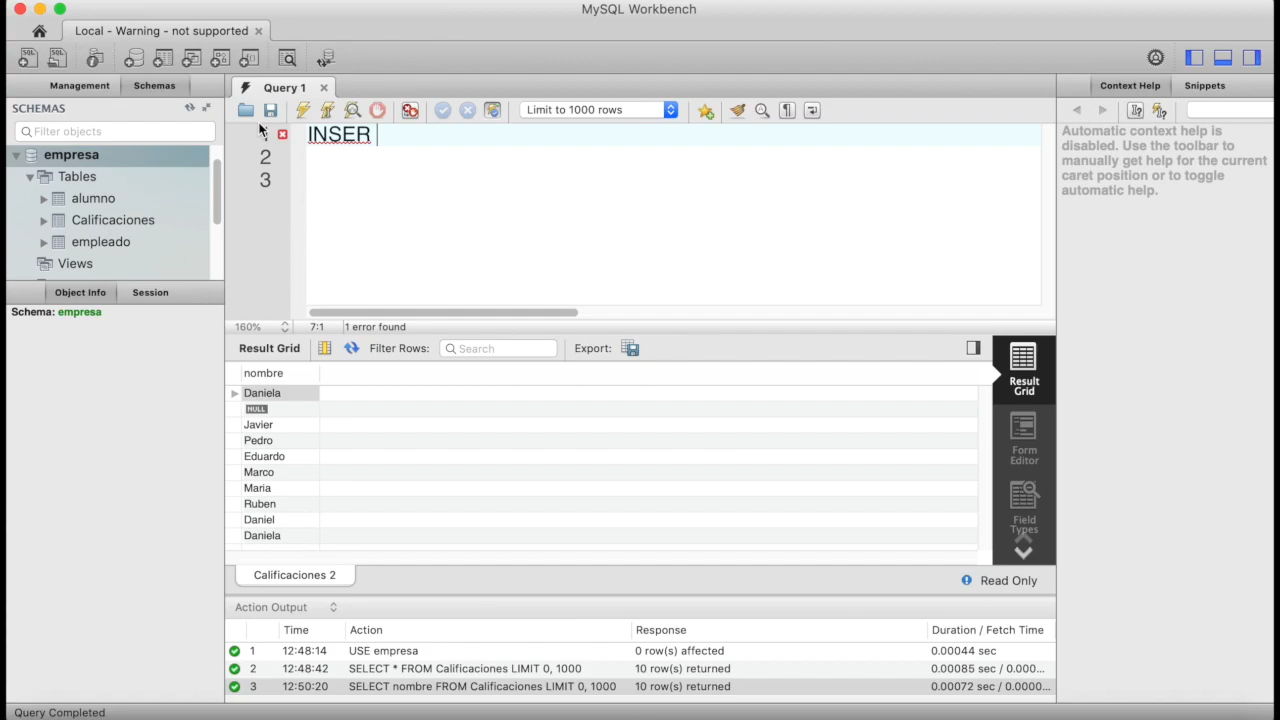 MySQL Workbench
Local - Warning - not supported
SQL SQL
Management Schemas
Query 1
Context Help Snippets
SCHEMAS
Limit to 1000 rows
Filter objects
INSER
2
3
Automatic context help is
disabled. Use the toolbar to
manually get help for the current
caret position or to toggle
automatic help.
empresa
Tables
alumno
Calificaciones
empleado
Views
Object Info Session
Schema: empresa
160% 7:1 1 error found
Result Grid Filter Rows: Search Export:
Result
Grid
Form
Editor
Field
Types
nombre
Daniela
NULL
Javier
Pedro
Eduardo
Marco
Maria
Ruben
Daniel
Daniela
Calificaciones 2
Read Only
Action Output
Time Action Response Duration / Fetch Time
1 12:48:14 USE empresa 0 row(s) affected 0.00044 sec
2 12:48:42 SELECT * FROM Calificaciones LIMIT 0, 1000 10 row(s) returned 0.00085 sec / 0.000...
3 12:50:20 SELECT nombre FROM Calificaciones LIMIT 0, 1000 10 row(s) returned 0.00072 sec / 0.0000...
Query Completed